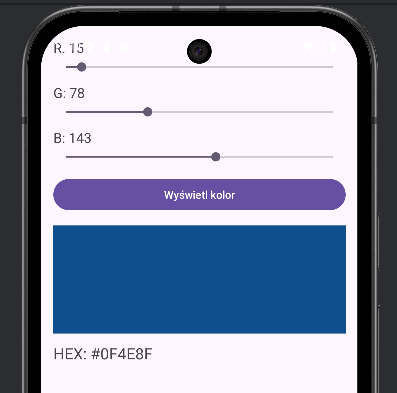 R: 15
G: 78
B: 143
Wyświetl kolor
HEX: #0F4E8F